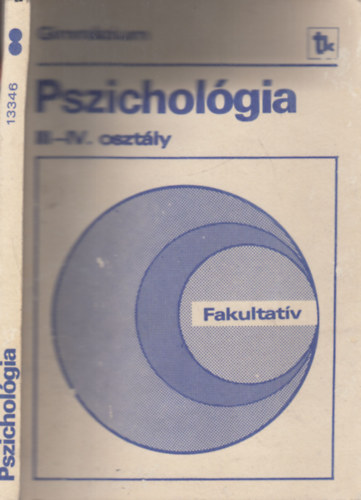 Gimnázium
tk
Pszichológia
III–IV. osztály
Fakultatív
13346
Pszichológia